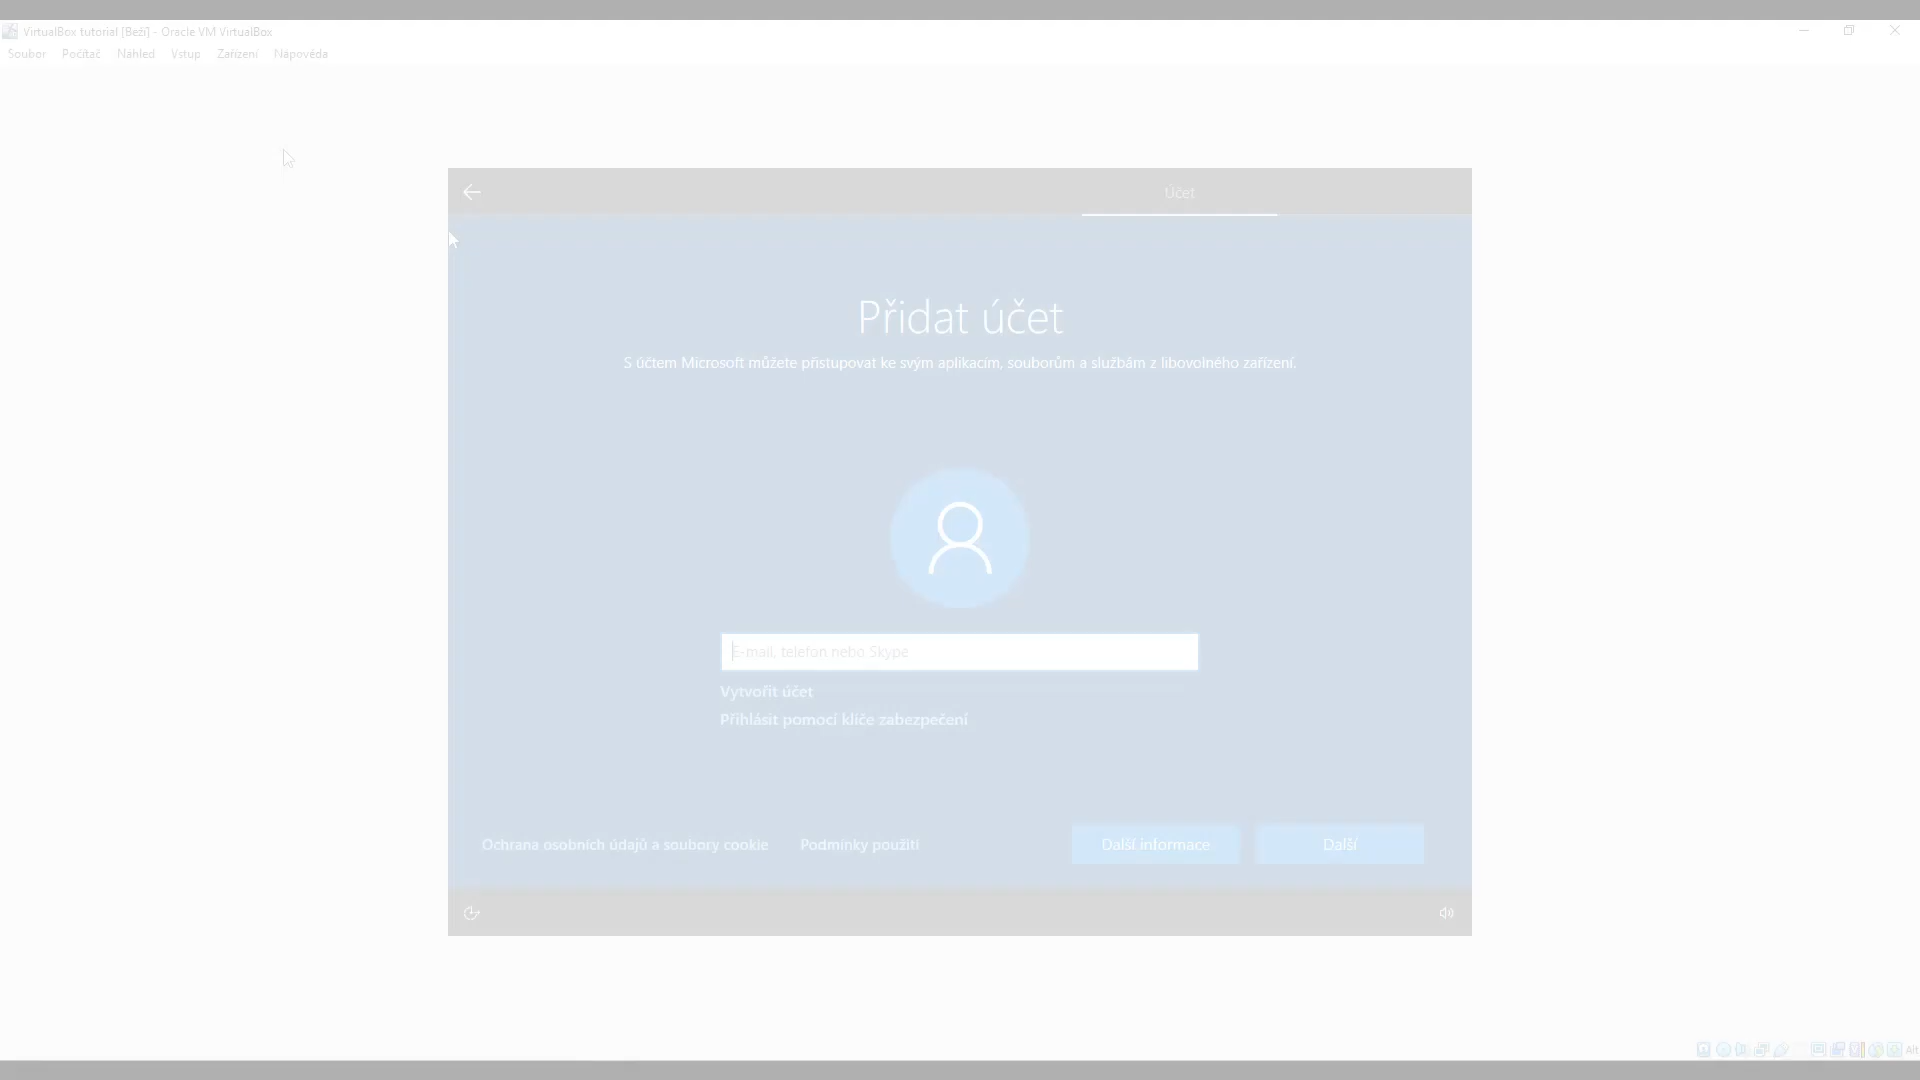 VirtualBox tutorial [Běží] - Oracle VM VirtualBox
Soubor Počítač Náhled Vstup Zařízení Nápověda
Účet
Přidat účet
S účtem Microsoft můžete přistupovat ke svým aplikacím, souborům a službám z libovolného zařízení.
E-mail, telefon nebo Skype
Vytvořit účet
Přihlásit pomocí klíče zabezpečení
Ochrana osobních údajů a soubory cookie Podmínky použití Další informace Další
Alt